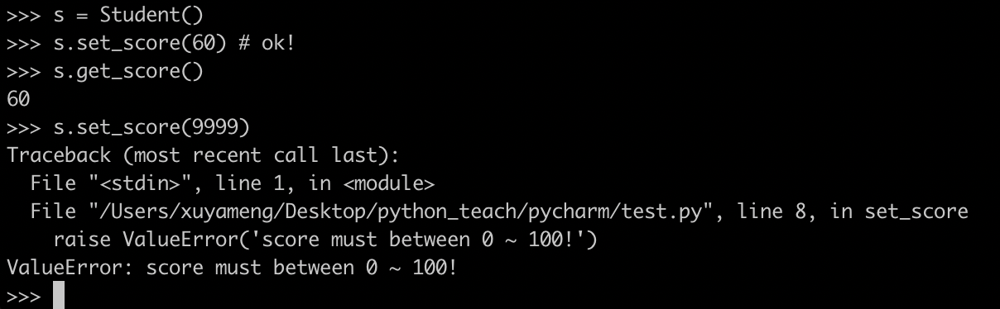 >>> s = Student()
>>> s.set_score(60) # ok!
>>> s.get_score()
60
>>> s.set_score(9999)
Traceback (most recent call last):
  File "<stdin>", line 1, in <module>
  File "/Users/xuyameng/Desktop/python_teach/pycharm/test.py", line 8, in set_score
    raise ValueError('score must between 0 ~ 100!')
ValueError: score must between 0 ~ 100!
>>>